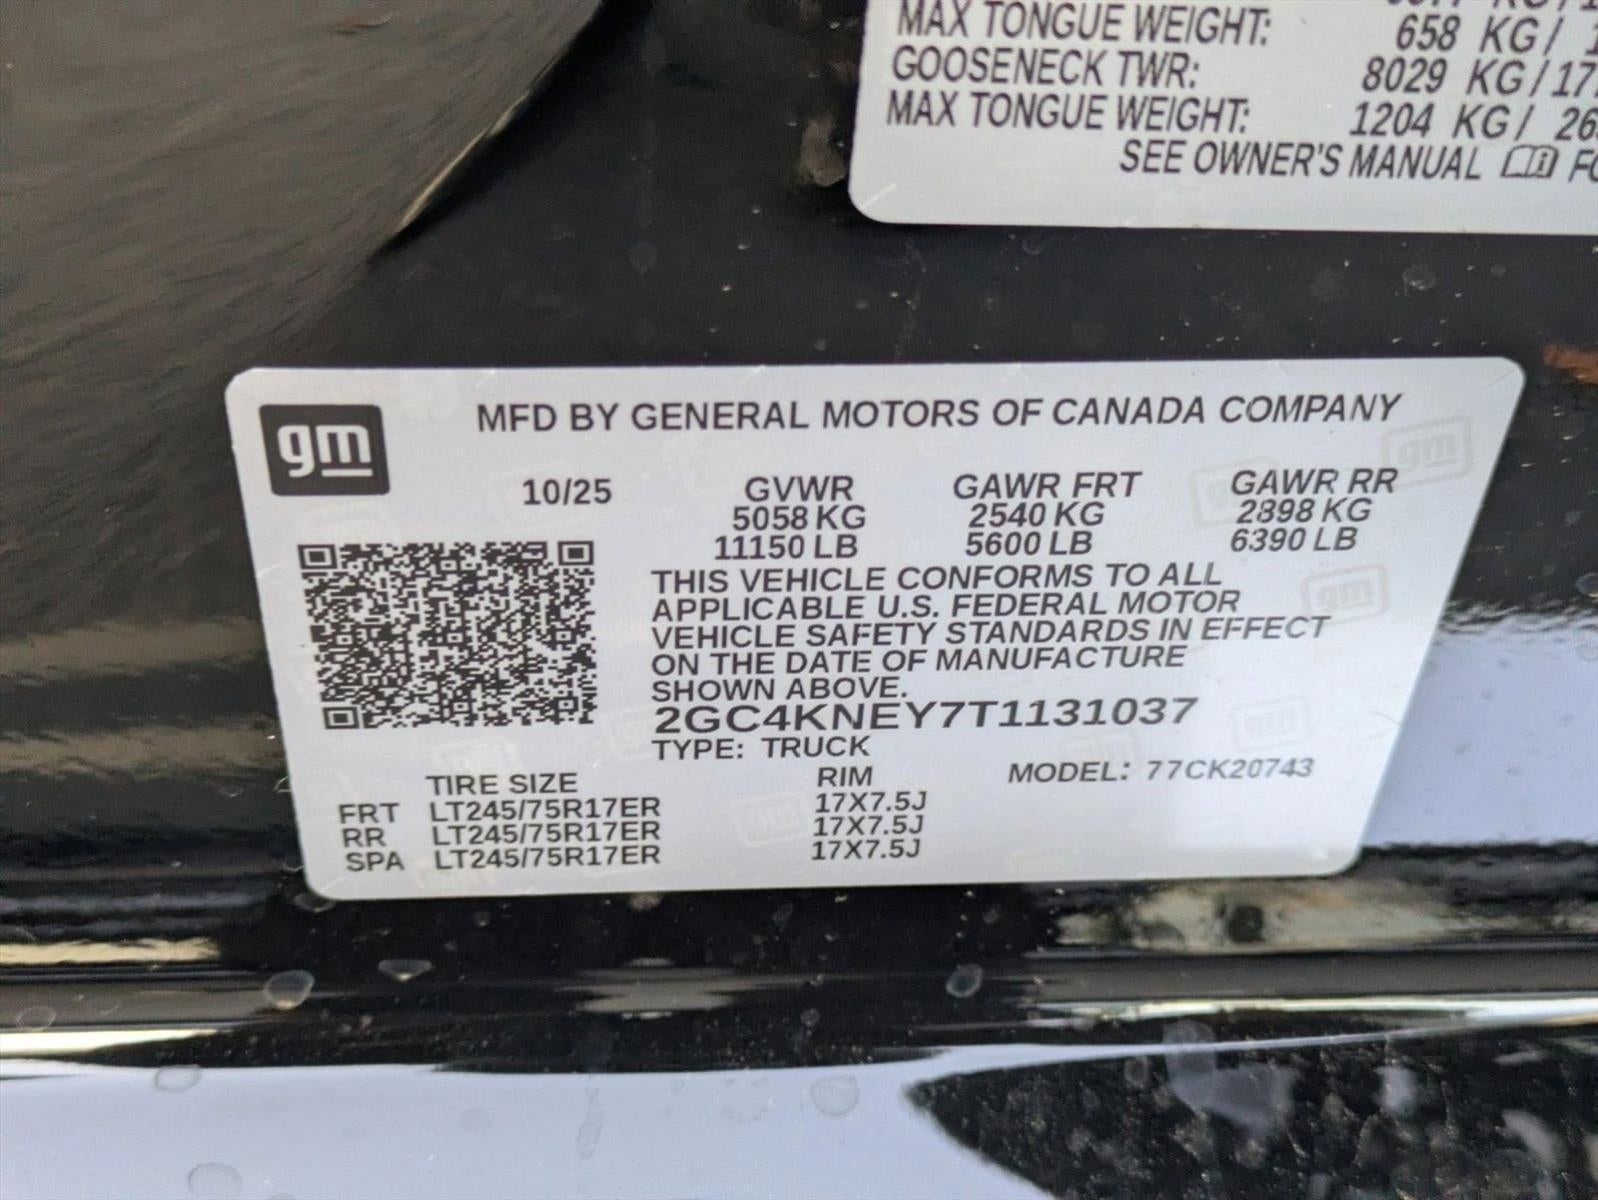 MAX TONGUE WEIGHT: 658 KG/
GOOSENECK TWR: 8029 KG/
MAX TONGUE WEIGHT: 1204 KG/
SEE OWNER'S MANUAL
gm
MFD BY GENERAL MOTORS OF CANADA COMPANY
10/25 GVWR GAWR FRT GAWR RR
5058 KG 2540 KG 2898 KG
11150 LB 5600 LB 6390 LB
THIS VEHICLE CONFORMS TO ALL
APPLICABLE U.S. FEDERAL MOTOR
VEHICLE SAFETY STANDARDS IN EFFECT
ON THE DATE OF MANUFACTURE
SHOWN ABOVE.
2GC4KNEY7T1131037
TYPE: TRUCK
TIRE SIZE RIM MODEL: 77CK20743
FRT LT245/75R17ER 17X7.5J
RR LT245/75R17ER 17X7.5J
SPA LT245/75R17ER 17X7.5J